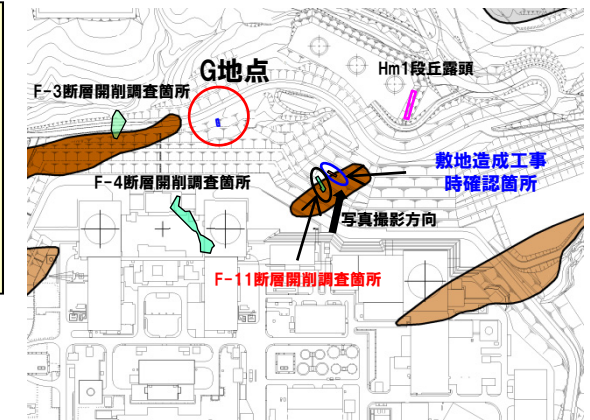 G地点
Hm1段丘露頭
F-3断層開削調査箇所
敷地造成工事
時確認箇所
F-4断層開削調査箇所
写真撮影方向
F-11断層開削調査箇所